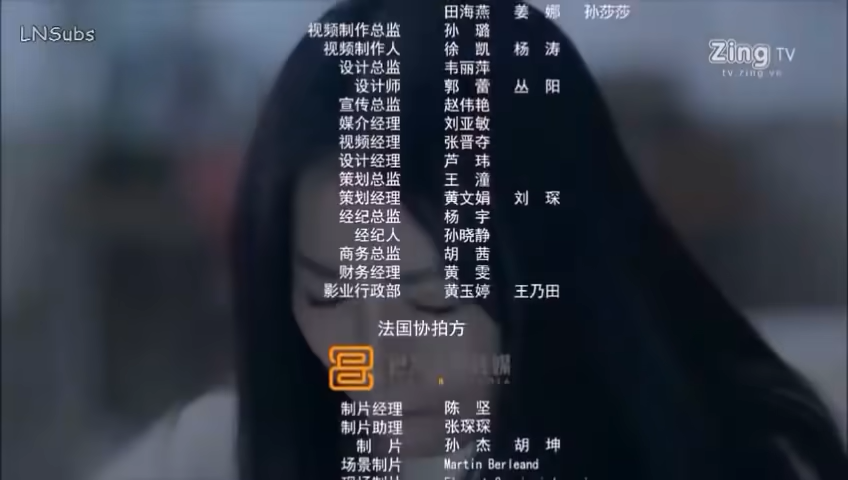 田海燕 姜 娜 孙莎莎
LNSubs
视频制作总监 孙 璐
视频制作人 徐 凯 杨 涛
Zing TV
tv.zing.vn
设计总监 韦丽萍
设计师 郭 蕾 丛 阳
宣传总监 赵伟艳
媒介经理 刘亚敏
视频经理 张晋夺
设计经理 芦 玮
策划总监 王 潼
策划经理 黄文娟 刘 琛
经纪总监 杨 宇
经纪人 孙晓静
商务总监 胡 茜
财务经理 黄 雯
影业行政部 黄玉婷 王乃田
法国协拍方
制片经理 陈 坚
制片助理 张琛琛
制 片 孙 杰 胡 坤
场景制片 Martin Berleand